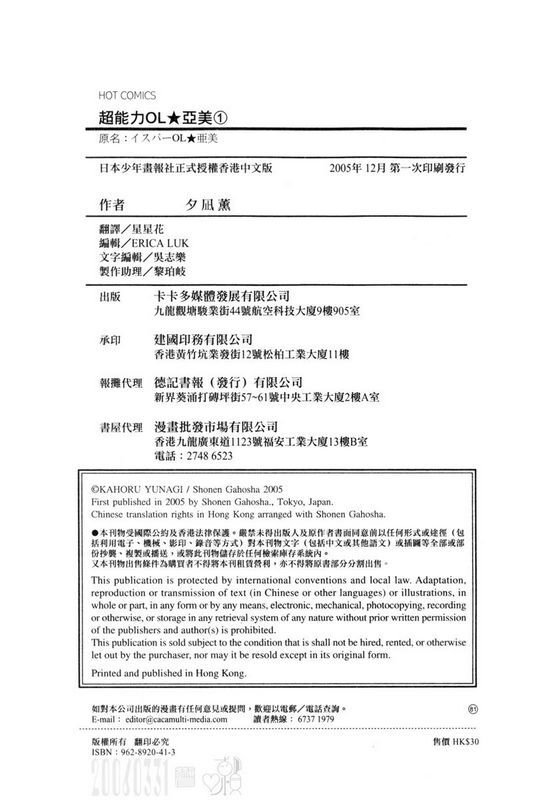 HOT COMICS
超能力OL★亞美①
原名：イスパーOL★亜美
日本少年畫報社正式授權香港中文版 2005年12月 第一次印刷發行
作者 夕凪薫
翻譯／星星花
編輯／ERICA LUK
文字編輯／吳志樂
製作助理／黎珀岐
出版 卡卡多媒體發展有限公司
九龍觀塘駿業街44號航空科技大廈9樓905室
承印 建國印務有限公司
香港黃竹坑業發街12號松柏工業大廈11樓
報攤代理 德記書報（發行）有限公司
新界葵涌打磚坪街57~61號中央工業大廈2樓A室
書屋代理 漫畫批發市場有限公司
香港九龍廣東道1123號福安工業大廈13樓B室
電話：2748 6523
©KAHORU YUNAGI / Shonen Gahosha 2005
First published in 2005 by Shonen Gahosha., Tokyo, Japan.
Chinese translation rights in Hong Kong arranged with Shonen Gahosha.
●本刊物受國際公約及香港法律保護。嚴禁未得出版人及原作者書面同意前以任何形式或途徑（包
括利用電子、機械、影印、錄音等方式）對本刊物文字（包括中文或其他語文）或插圖等全部或部
份抄襲、複製或播送，或將此刊物儲存於任何檢索庫存系統內。
又本刊物出售條件為購買者不得將本刊租賃營利，亦不得將原書部分分割出售。
This publication is protected by international conventions and local law. Adaptation,
reproduction or transmission of text (in Chinese or other languages) or illustrations, in
whole or part, in any form or by any means, electronic, mechanical, photocopying, recording
or otherwise, or storage in any retrieval system of any nature without prior written permission
of the publishers and author(s) is prohibited.
This publication is sold subject to the condition that is shall not be hired, rented, or otherwise
let out by the purchaser, nor may it be resold except in its original form.
Printed and published in Hong Kong.
如對本公司出版的漫畫有任何意見或提問，歡迎以電郵／電話查詢。
E-mail： editor@cacamulti-media.com 讀者熱線： 6737 1979
81
版權所有 翻印必究 售價 HK$30
ISBN：962-8920-41-3
20060331